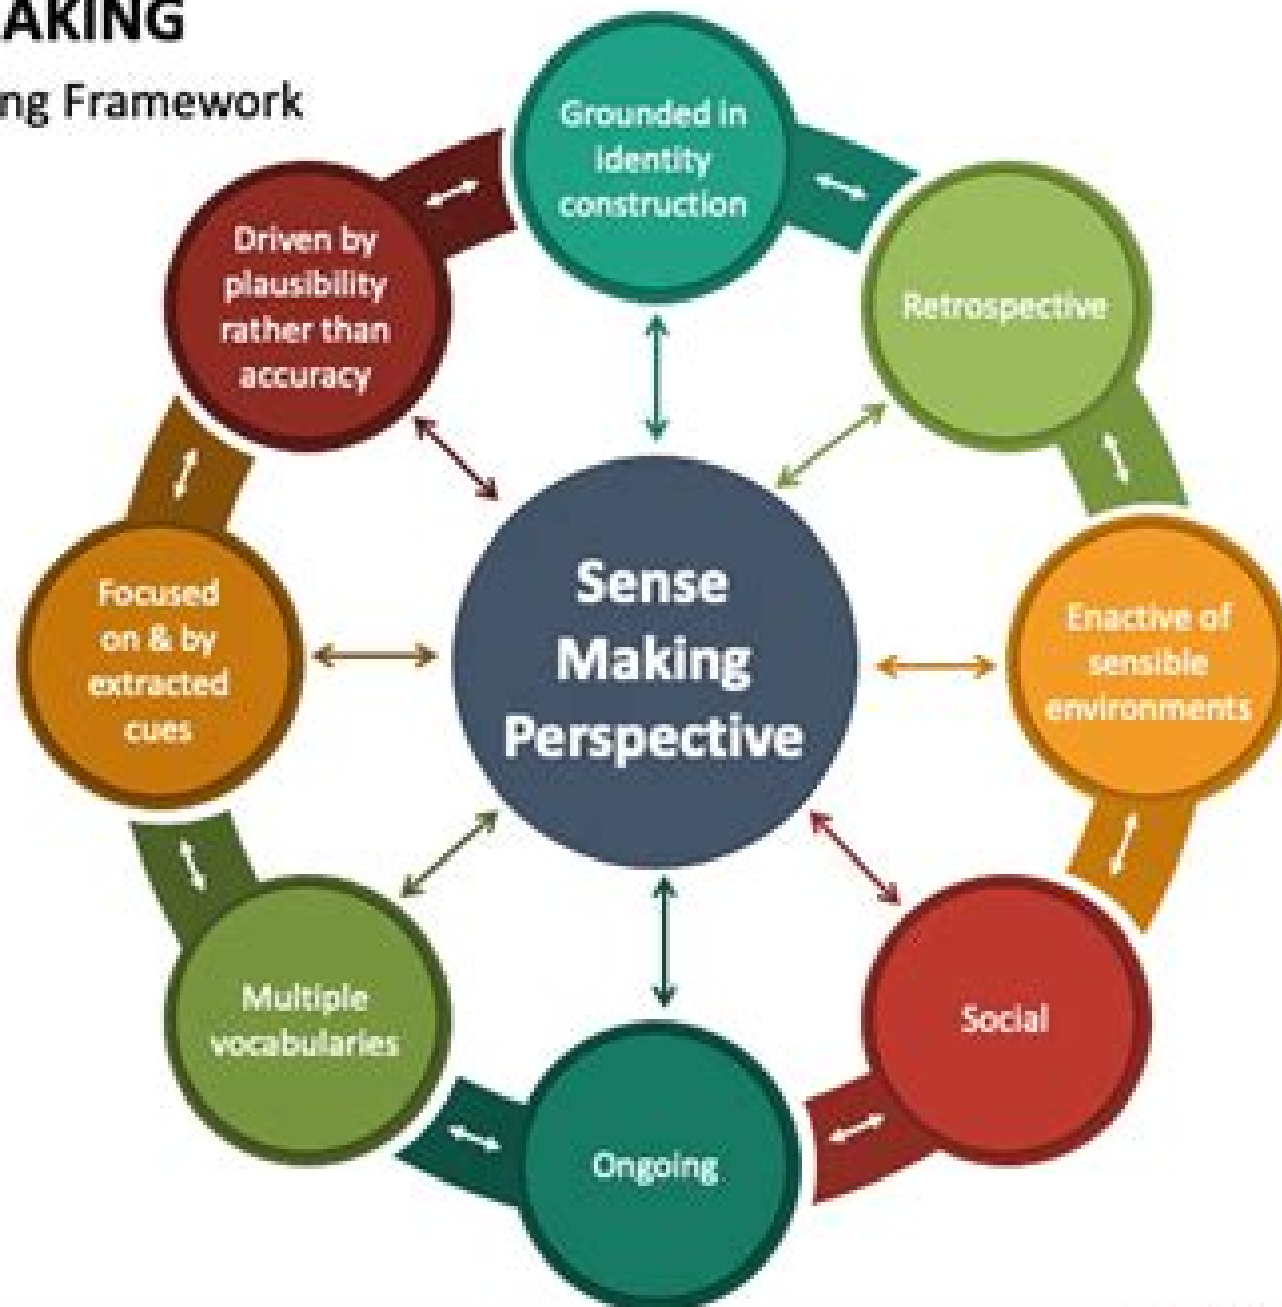 AKING
ng Framework
Grounded in
identity
construction
Retrospective
Enactive of
sensible
environments
Social
Ongoing
Multiple
vocabularies
Focused
on & by
extracted
cues
Driven by
plausibility
rather than
accuracy
Sense
Making
Perspective